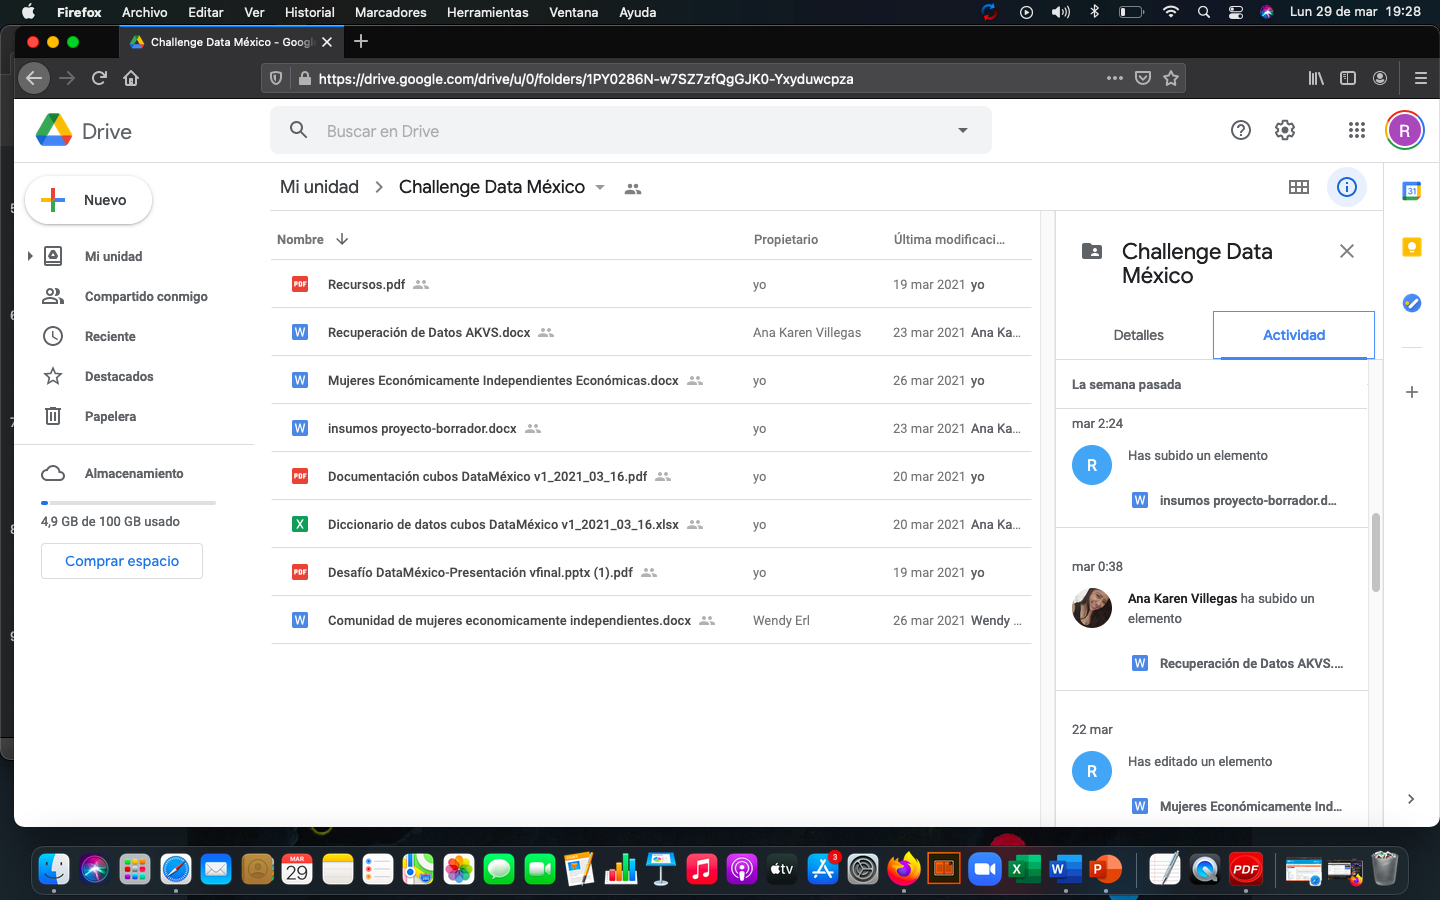 Firefox Archivo Editar Ver Historial Marcadores Herramientas Ventana Ayuda Lun 29 de mar 19:28
Challenge Data México - Googl
https://drive.google.com/drive/u/0/folders/1PY0286N-w7SZ7zfQgGJK0-Yxyduwcpza
Drive
Buscar en Drive
R
Nuevo
Mi unidad
Compartido conmigo
Reciente
Destacados
Papelera
Almacenamiento
4,9 GB de 100 GB usado
Comprar espacio
Mi unidad > Challenge Data México
Nombre Propietario Última modificaci...
PDF Recursos.pdf yo 19 mar 2021 yo
W Recuperación de Datos AKVS.docx Ana Karen Villegas 23 mar 2021 Ana Ka...
W Mujeres Económicamente Independientes Económicas.docx yo 26 mar 2021 yo
W insumos proyecto-borrador.docx yo 23 mar 2021 Ana Ka...
PDF Documentación cubos DataMéxico v1_2021_03_16.pdf yo 20 mar 2021 yo
X Diccionario de datos cubos DataMéxico v1_2021_03_16.xlsx yo 20 mar 2021 Ana Ka...
PDF Desafío DataMéxico-Presentación vfinal.pptx (1).pdf yo 19 mar 2021 yo
W Comunidad de mujeres economicamente independientes.docx Wendy Erl 26 mar 2021 Wendy ...
Challenge Data
México
Detalles Actividad
La semana pasada
mar 2:24
R Has subido un elemento
W insumos proyecto-borrador.d...
mar 0:38
Ana Karen Villegas ha subido un
elemento
W Recuperación de Datos AKVS....
22 mar
R Has editado un elemento
W Mujeres Económicamente Ind...
31
MAR
29
tv
3
X
W
P
PDF